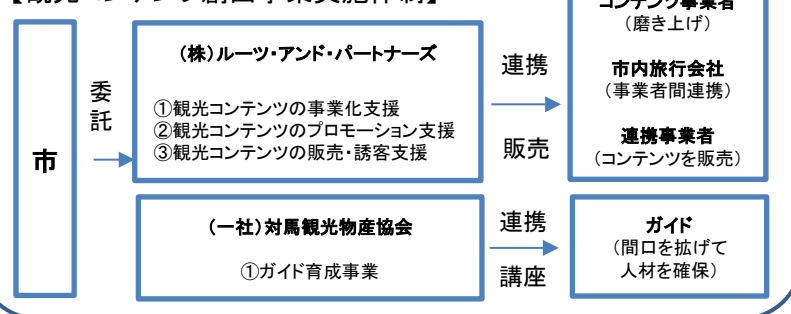 【観光コンテンツ創出事業実施体制】
市
委託
(株)ルーツ・アンド・パートナーズ
①観光コンテンツの事業化支援
②観光コンテンツのプロモーション支援
③観光コンテンツの販売・誘客支援
連携
販売
コンテンツ事業者
(磨き上げ)
市内旅行会社
(事業者間連携)
連携事業者
(コンテンツを販売)
(一社)対馬観光物産協会
①ガイド育成事業
連携
講座
ガイド
(間口を拡げて
人材を確保)